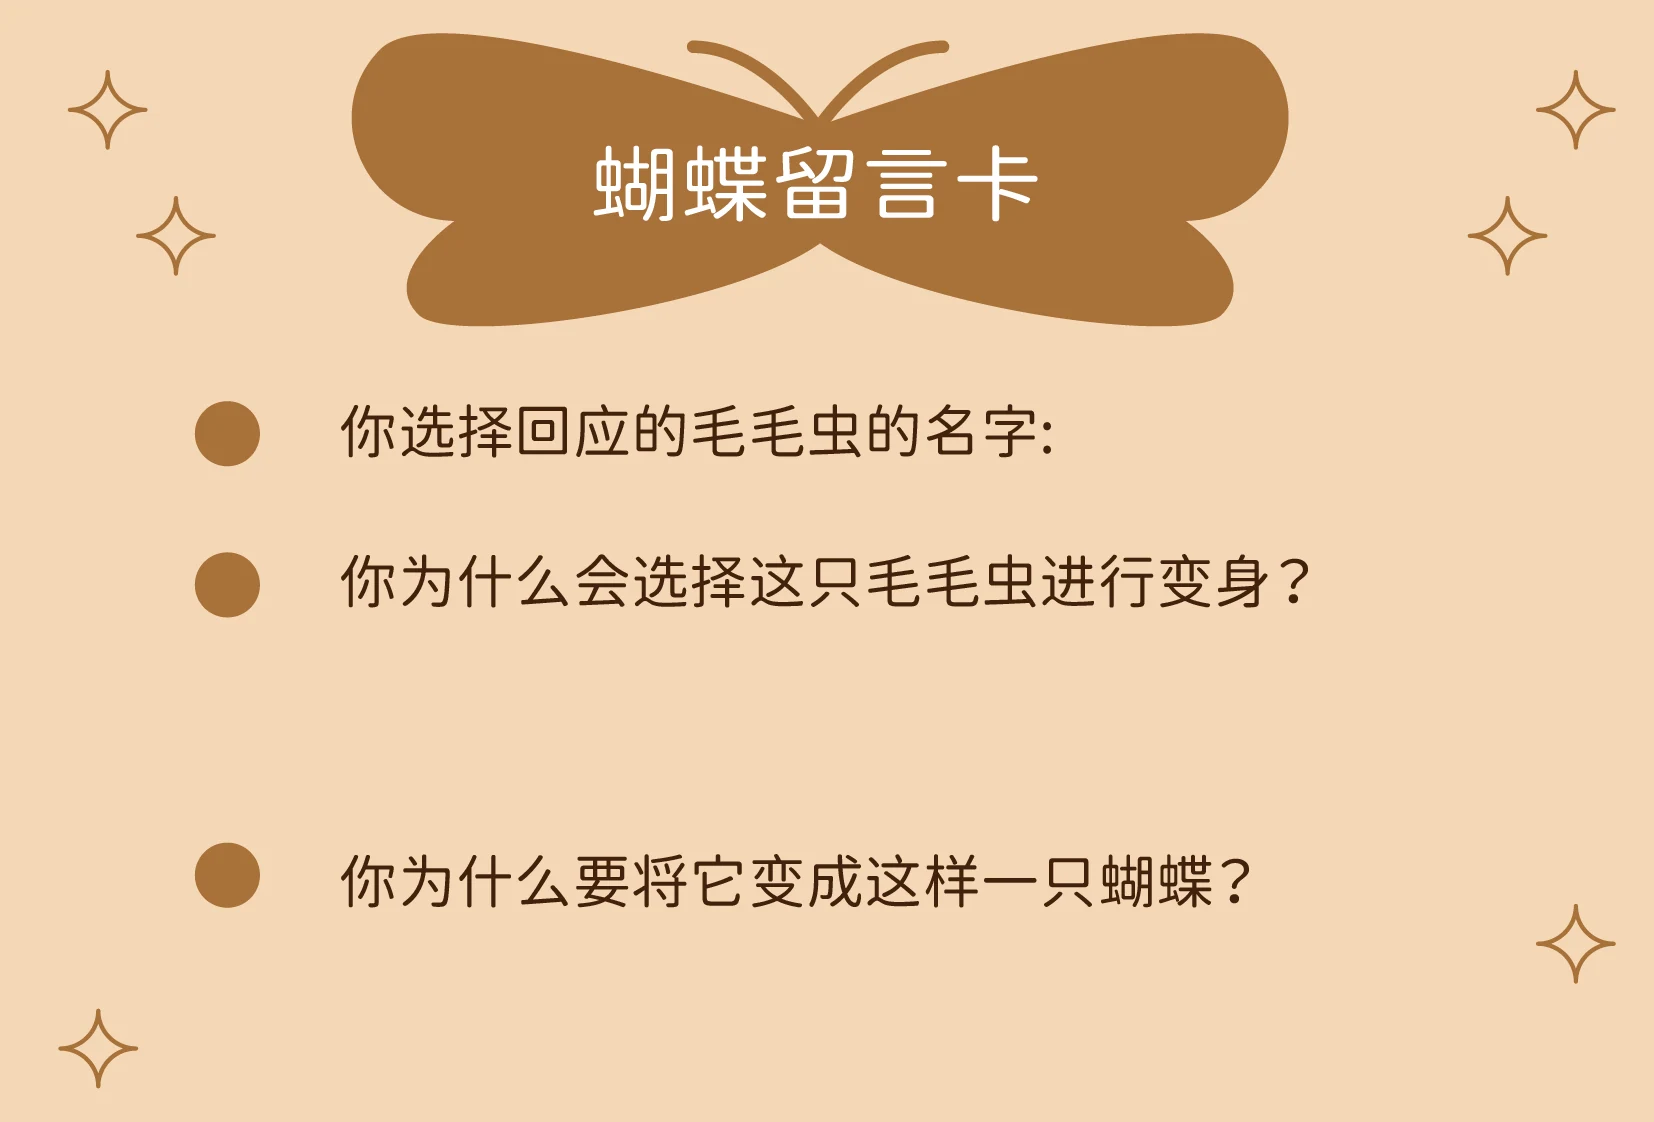 蝴蝶留言卡
你选择回应的毛毛虫的名字:
你为什么会选择这只毛毛虫进行变身？
你为什么要将它变成这样一只蝴蝶？